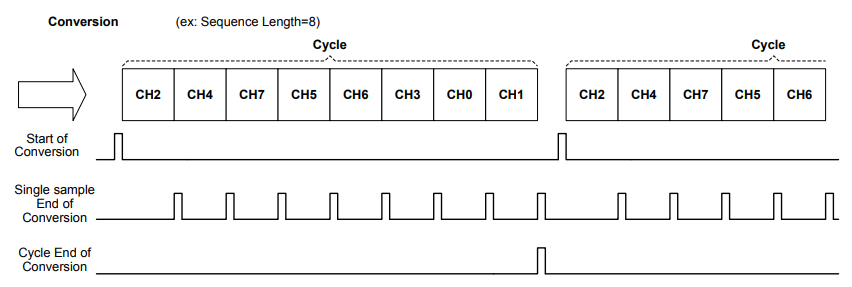 Conversion (ex: Sequence Length=8)
Cycle Cycle
CH2 CH4 CH7 CH5 CH6 CH3 CH0 CH1 CH2 CH4 CH7 CH5 CH6
Start of
Conversion
Single sample
End of
Conversion
Cycle End of
Conversion